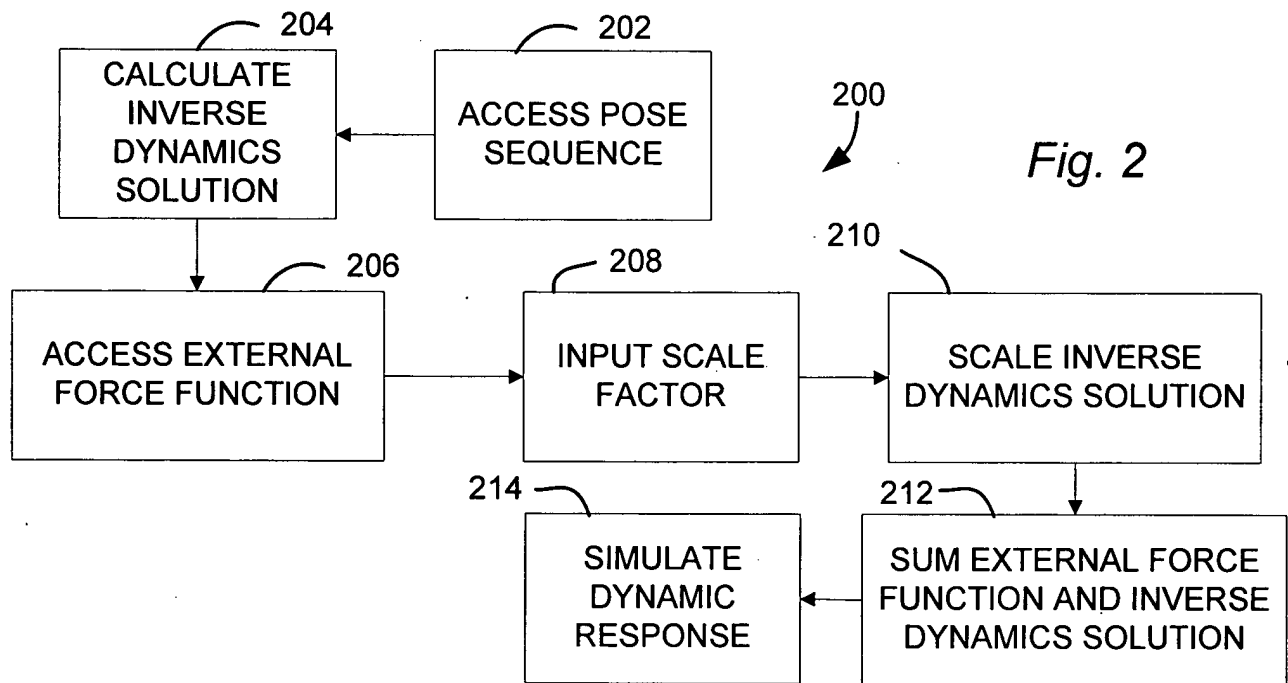 204
CALCULATE
INVERSE
DYNAMICS
SOLUTION
202
ACCESS POSE
SEQUENCE
200
Fig. 2
206
ACCESS EXTERNAL
FORCE FUNCTION
208
INPUT SCALE
FACTOR
210
SCALE INVERSE
DYNAMICS SOLUTION
214
SIMULATE
DYNAMIC
RESPONSE
212
SUM EXTERNAL FORCE
FUNCTION AND INVERSE
DYNAMICS SOLUTION